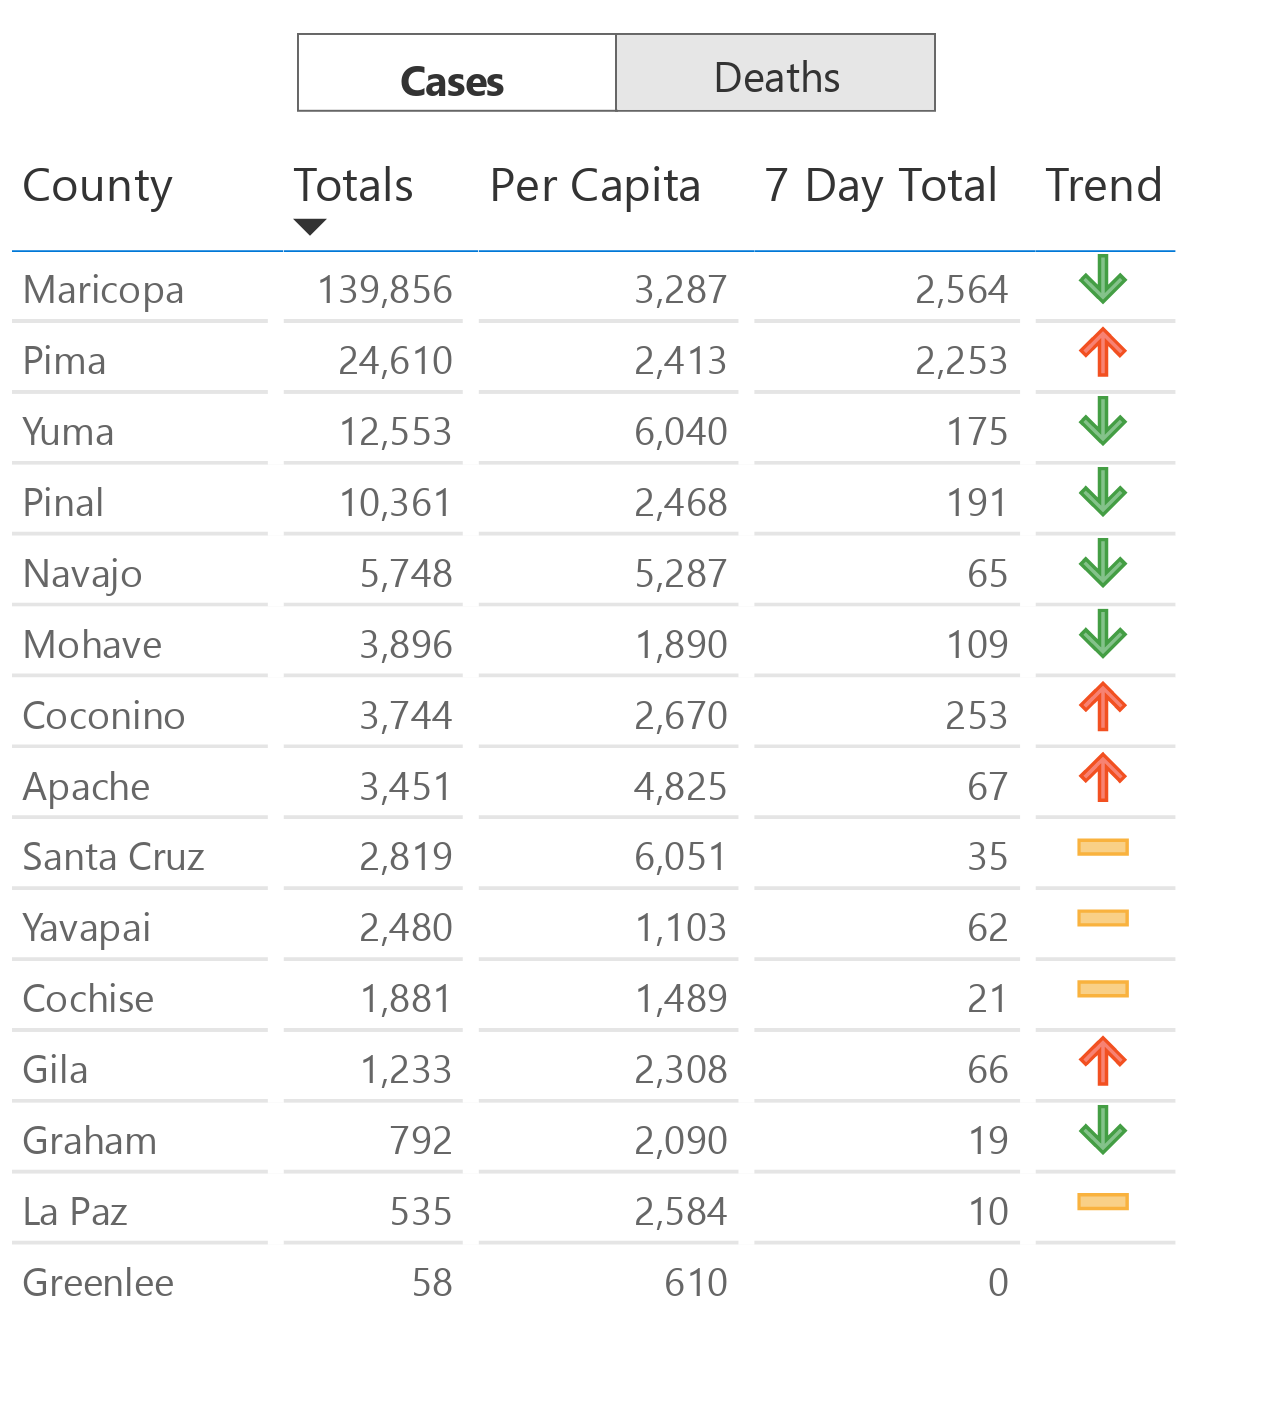 Cases Deaths
County Totals Per Capita 7 Day Total Trend
Maricopa 139,856 3,287 2,564
Pima 24,610 2,413 2,253
Yuma 12,553 6,040 175
Pinal 10,361 2,468 191
Navajo 5,748 5,287 65
Mohave 3,896 1,890 109
Coconino 3,744 2,670 253
Apache 3,451 4,825 67
Santa Cruz 2,819 6,051 35
Yavapai 2,480 1,103 62
Cochise 1,881 1,489 21
Gila 1,233 2,308 66
Graham 792 2,090 19
La Paz 535 2,584 10
Greenlee 58 610 0